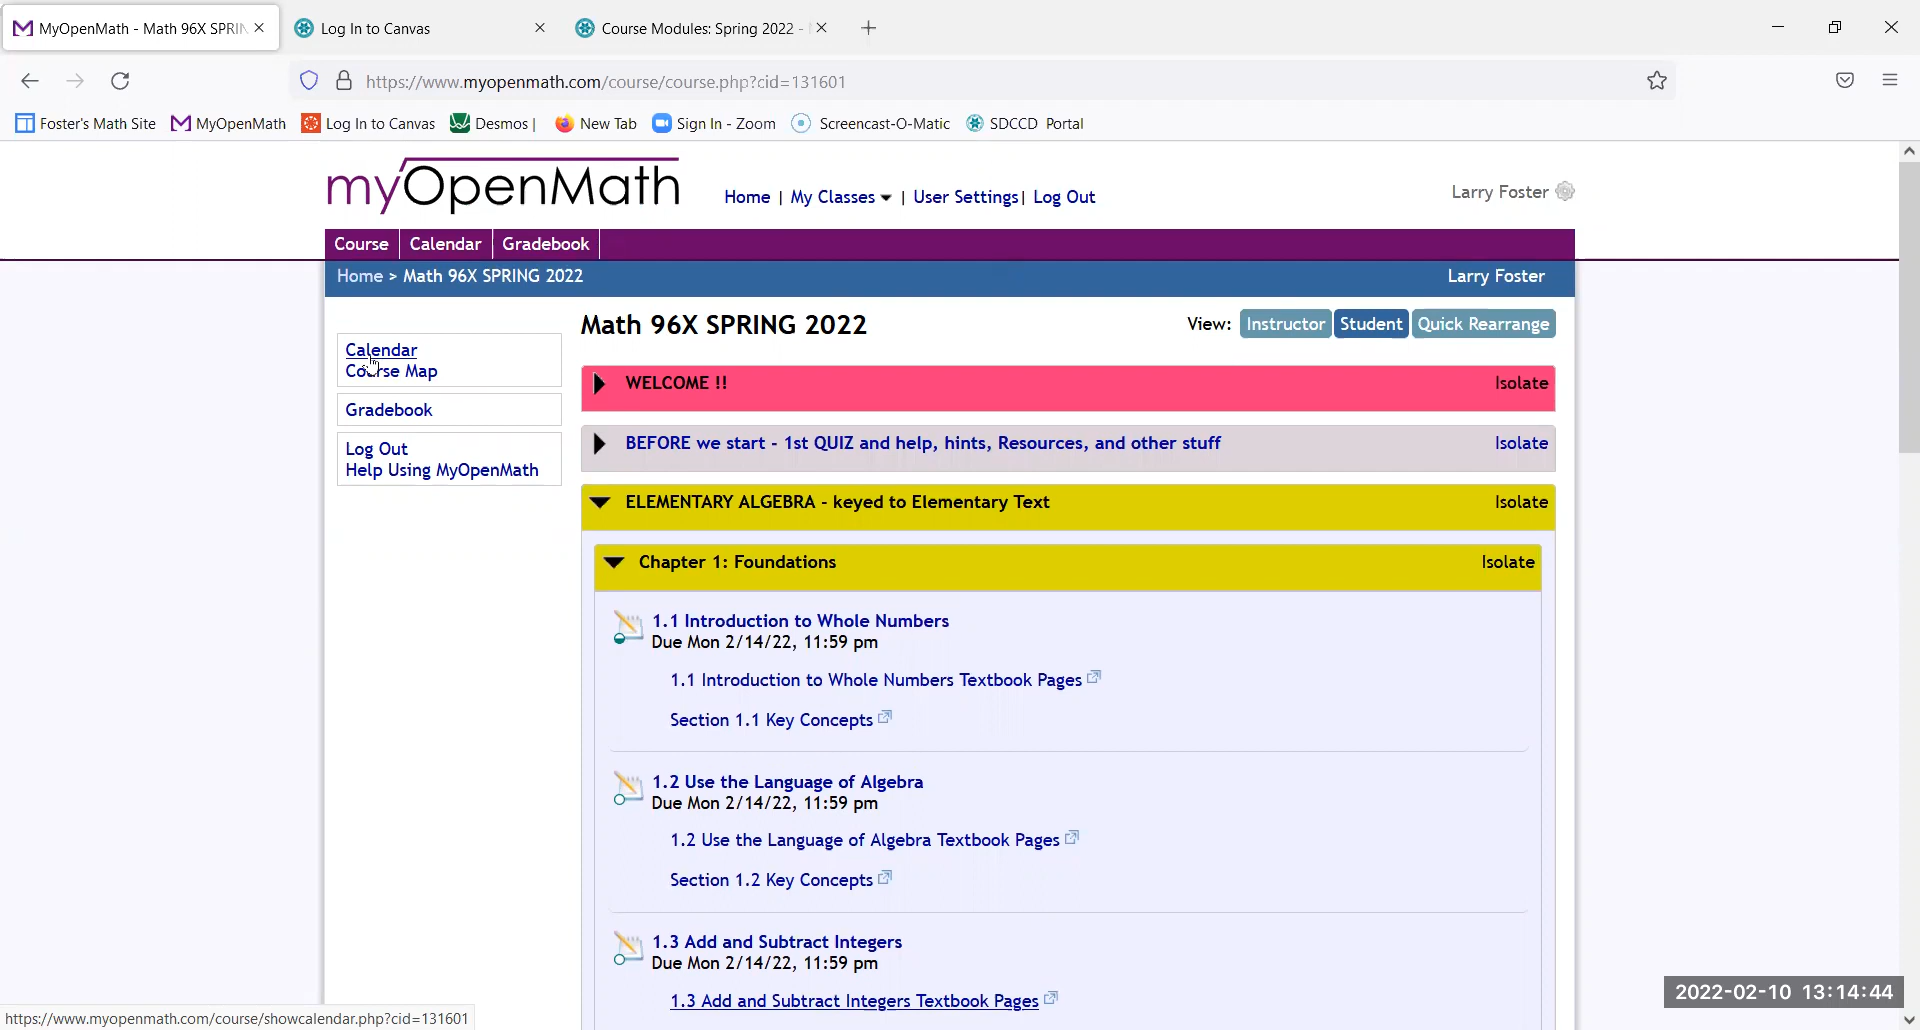 MyOpenMath - Math 96X SPRIN
Log In to Canvas
Course Modules: Spring 2022 -
https://www.myopenmath.com/course/course.php?cid=131601
Foster's Math Site
MyOpenMath
Log In to Canvas
Desmos |
New Tab
Sign In - Zoom
Screencast-O-Matic
SDCCD Portal
myOpenMath
Home | My Classes | User Settings | Log Out
Larry Foster
Course
Calendar
Gradebook
Home > Math 96X SPRING 2022
Larry Foster
Calendar
Course Map
Gradebook
Log Out
Help Using MyOpenMath
Math 96X SPRING 2022
View: Instructor Student Quick Rearrange
WELCOME !!
Isolate
BEFORE we start - 1st QUIZ and help, hints, Resources, and other stuff
Isolate
ELEMENTARY ALGEBRA - keyed to Elementary Text
Isolate
Chapter 1: Foundations
Isolate
1.1 Introduction to Whole Numbers
Due Mon 2/14/22, 11:59 pm
1.1 Introduction to Whole Numbers Textbook Pages
Section 1.1 Key Concepts
1.2 Use the Language of Algebra
Due Mon 2/14/22, 11:59 pm
1.2 Use the Language of Algebra Textbook Pages
Section 1.2 Key Concepts
1.3 Add and Subtract Integers
Due Mon 2/14/22, 11:59 pm
1.3 Add and Subtract Integers Textbook Pages
2022-02-10 13:14:44
https://www.myopenmath.com/course/showcalendar.php?cid=131601